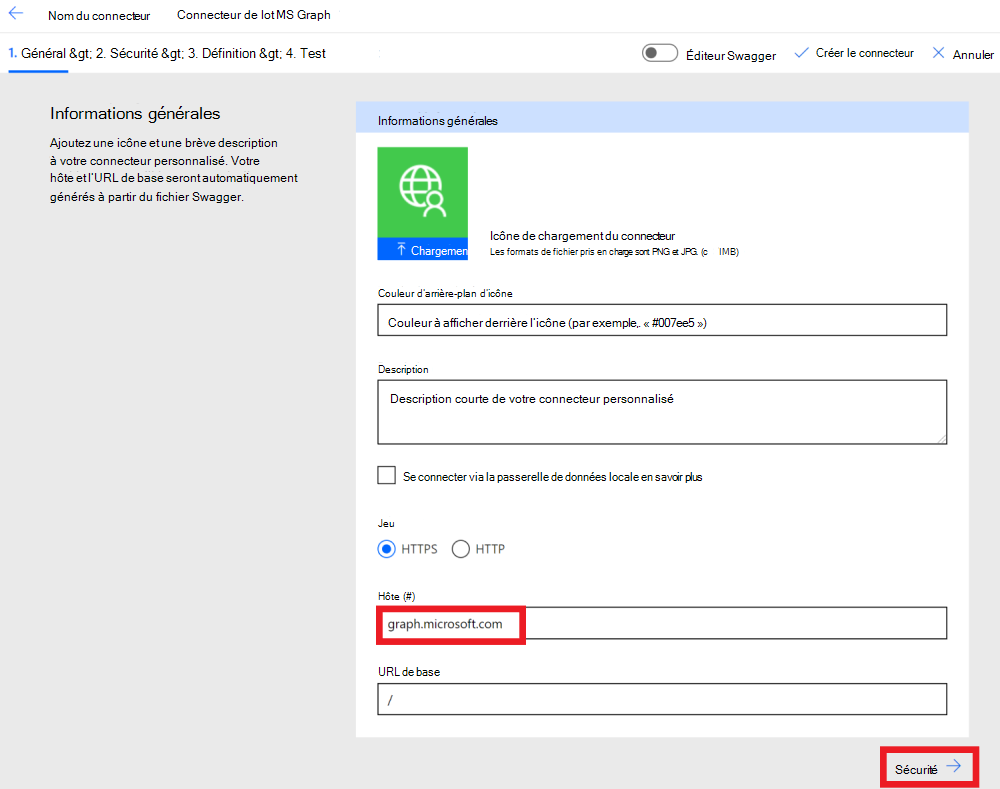 Nom du connecteur
Connecteur de lot MS Graph
1. Général &gt; 2. Sécurité &gt; 3. Définition &gt; 4. Test
Éditeur Swagger
Créer le connecteur
Annuler
Informations générales
Ajoutez une icône et une brève description
à votre connecteur personnalisé. Votre
hôte et l'URL de base seront automatiquement
générés à partir du fichier Swagger.
Informations générales
Chargemen
Icône de chargement du connecteur
Les formats de fichier pris en charge sont PNG et JPG. (c IMB)
Couleur d'arrière-plan d'icône
Couleur à afficher derrière l'icône (par exemple,. « #007ee5 »)
Description
Description courte de votre connecteur personnalisé
Se connecter via la passerelle de données locale en savoir plus
Jeu
HTTPS
HTTP
Hôte (#)
graph.microsoft.com
URL de base
/
Sécurité